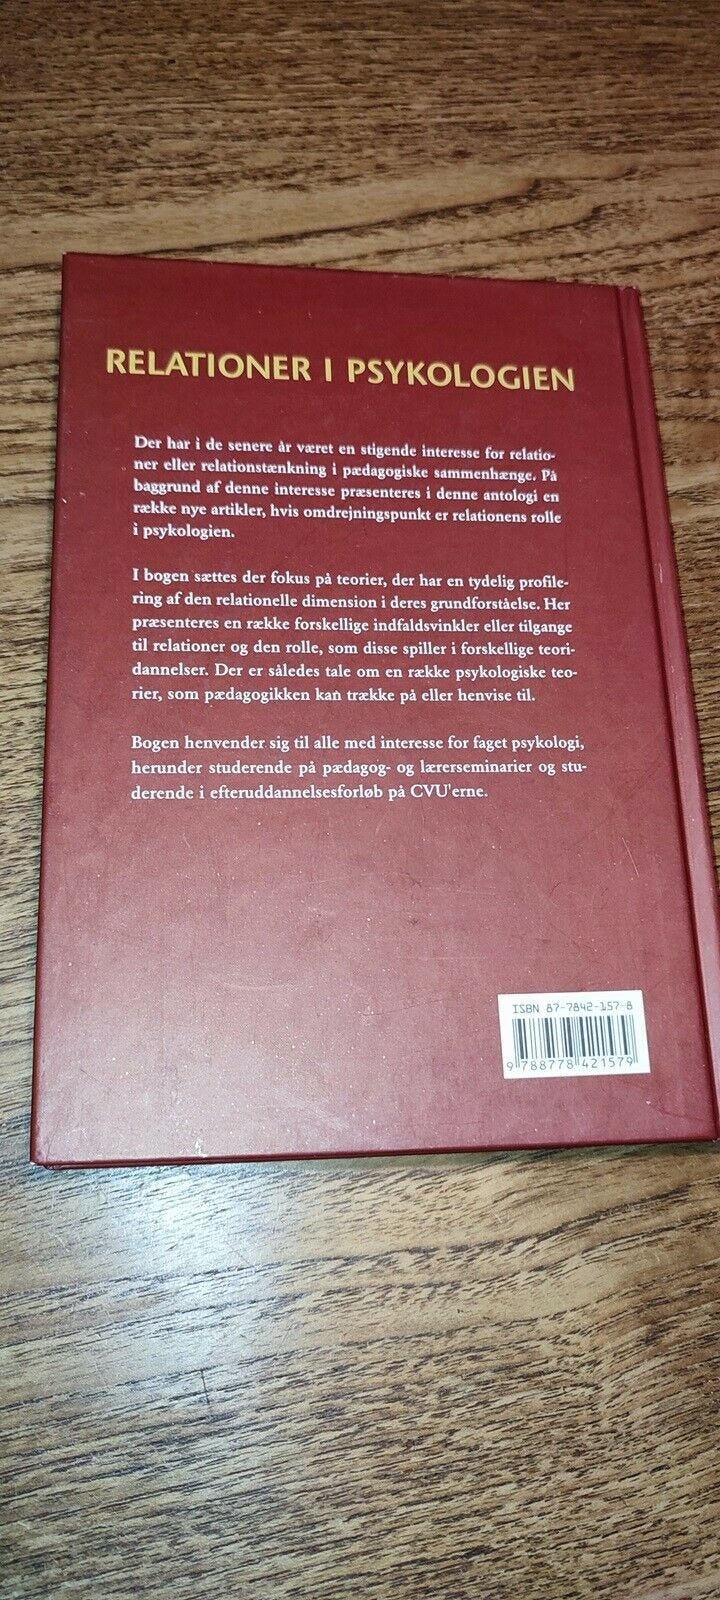 RELATIONER I PSYKOLOGIEN
Der har i de senere år været en stigende interesse for relatio-
ner eller relationstænkning i pædagogiske sammenhænge. På
baggrund af denne interesse præsenteres i denne antologi en
række nye artikler, hvis omdrejningspunkt er relationens rolle
i psykologien.
I bogen sættes der fokus på teorier, der har en tydelig profile-
ring af den relationelle dimension i deres grundforståelse. Her
præsenteres en række forskellige indfaldsvinkler eller tilgange
til relationer og den rolle, som disse spiller i forskellige teori-
dannelser. Der er således tale om en række psykologiske teo-
rier, som pædagogikken kan trække på eller henvise til.
Bogen henvender sig til alle med interesse for faget psykologi,
herunder studerende på pædagog- og lærerseminarier og stu-
derende i efteruddannelsesforløb på CVU'erne.
ISBN 87-7842-157-8
9 788778 421579